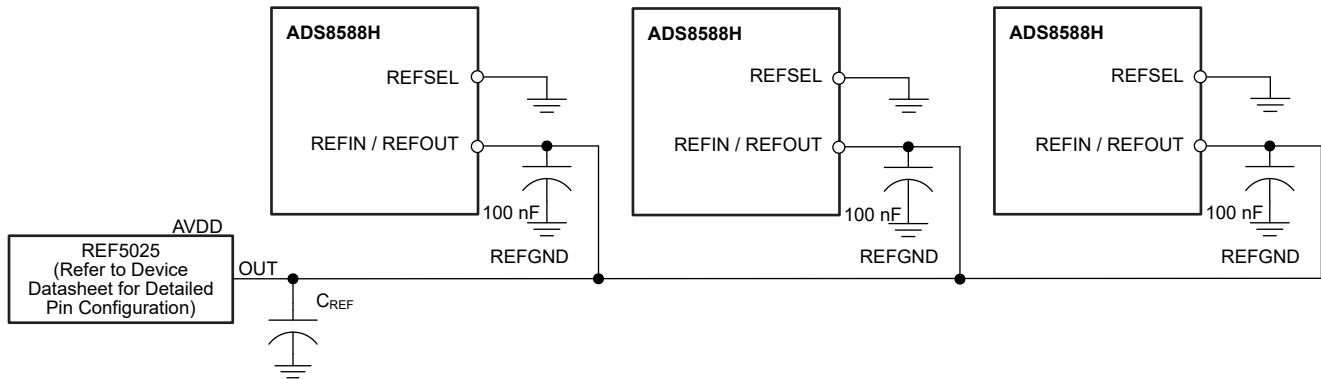 ADS8588H
REFSEL
REFIN / REFOUT
100 nF
REFGND
ADS8588H
REFSEL
REFIN / REFOUT
100 nF
REFGND
ADS8588H
REFSEL
REFIN / REFOUT
100 nF
REFGND
AVDD
REF5025
(Refer to Device
Datasheet for Detailed
Pin Configuration)
OUT
CREF